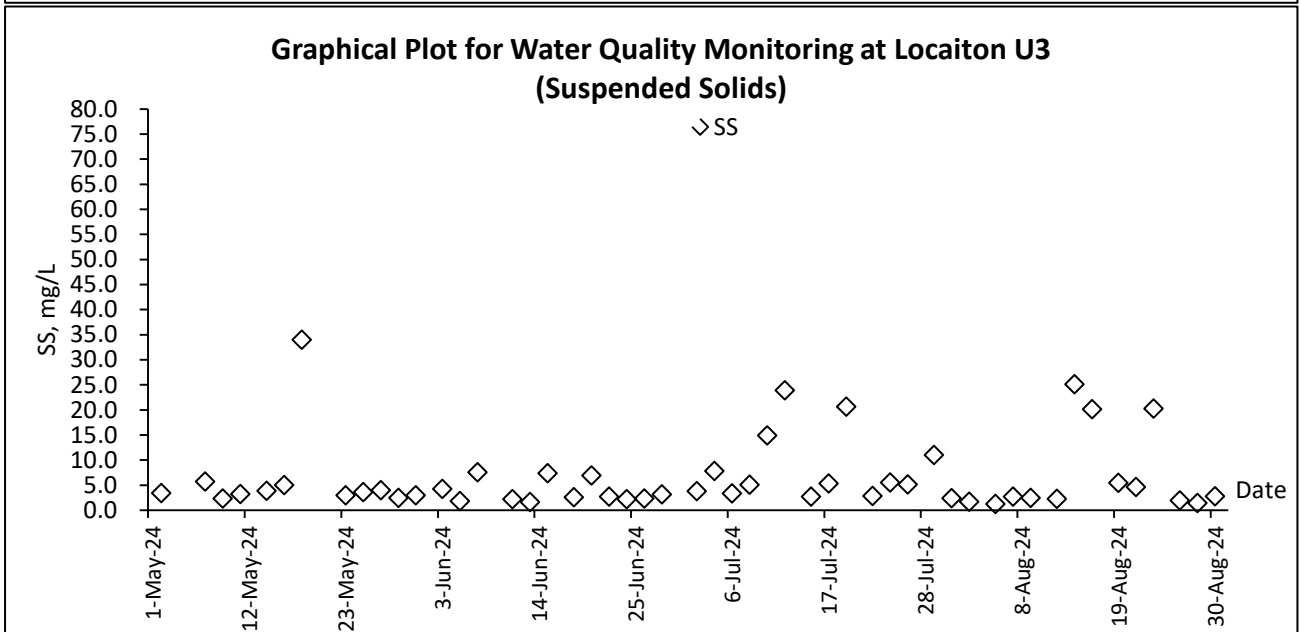 Graphical Plot for Water Quality Monitoring at Locaiton U3
(Suspended Solids)
SS
80.0
75.0
70.0
65.0
60.0
55.0
50.0
45.0
40.0
35.0
30.0
25.0
20.0
15.0
10.0
5.0
0.0
SS, mg/L
Date
1-May-24
12-May-24
23-May-24
3-Jun-24
14-Jun-24
25-Jun-24
6-Jul-24
17-Jul-24
28-Jul-24
8-Aug-24
19-Aug-24
30-Aug-24